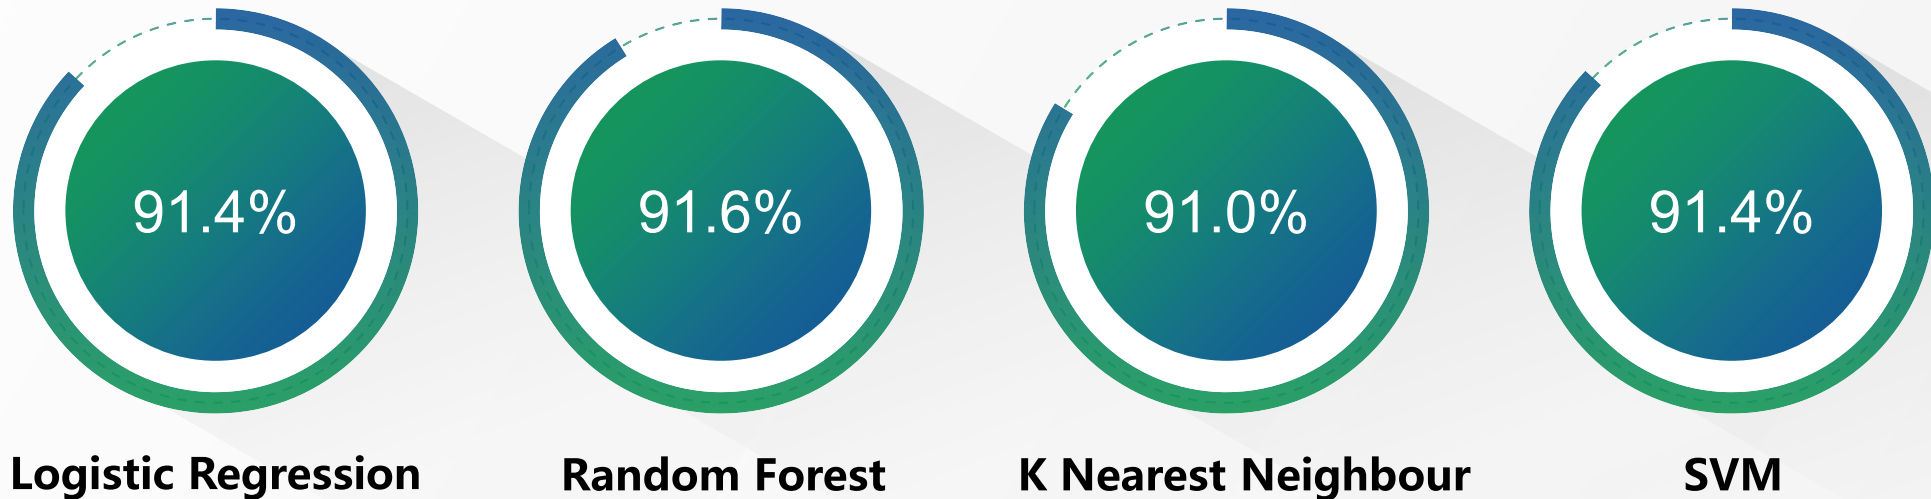 91.4%
91.6%
91.0%
91.4%
Logistic Regression
Random Forest
K Nearest Neighbour
SVM